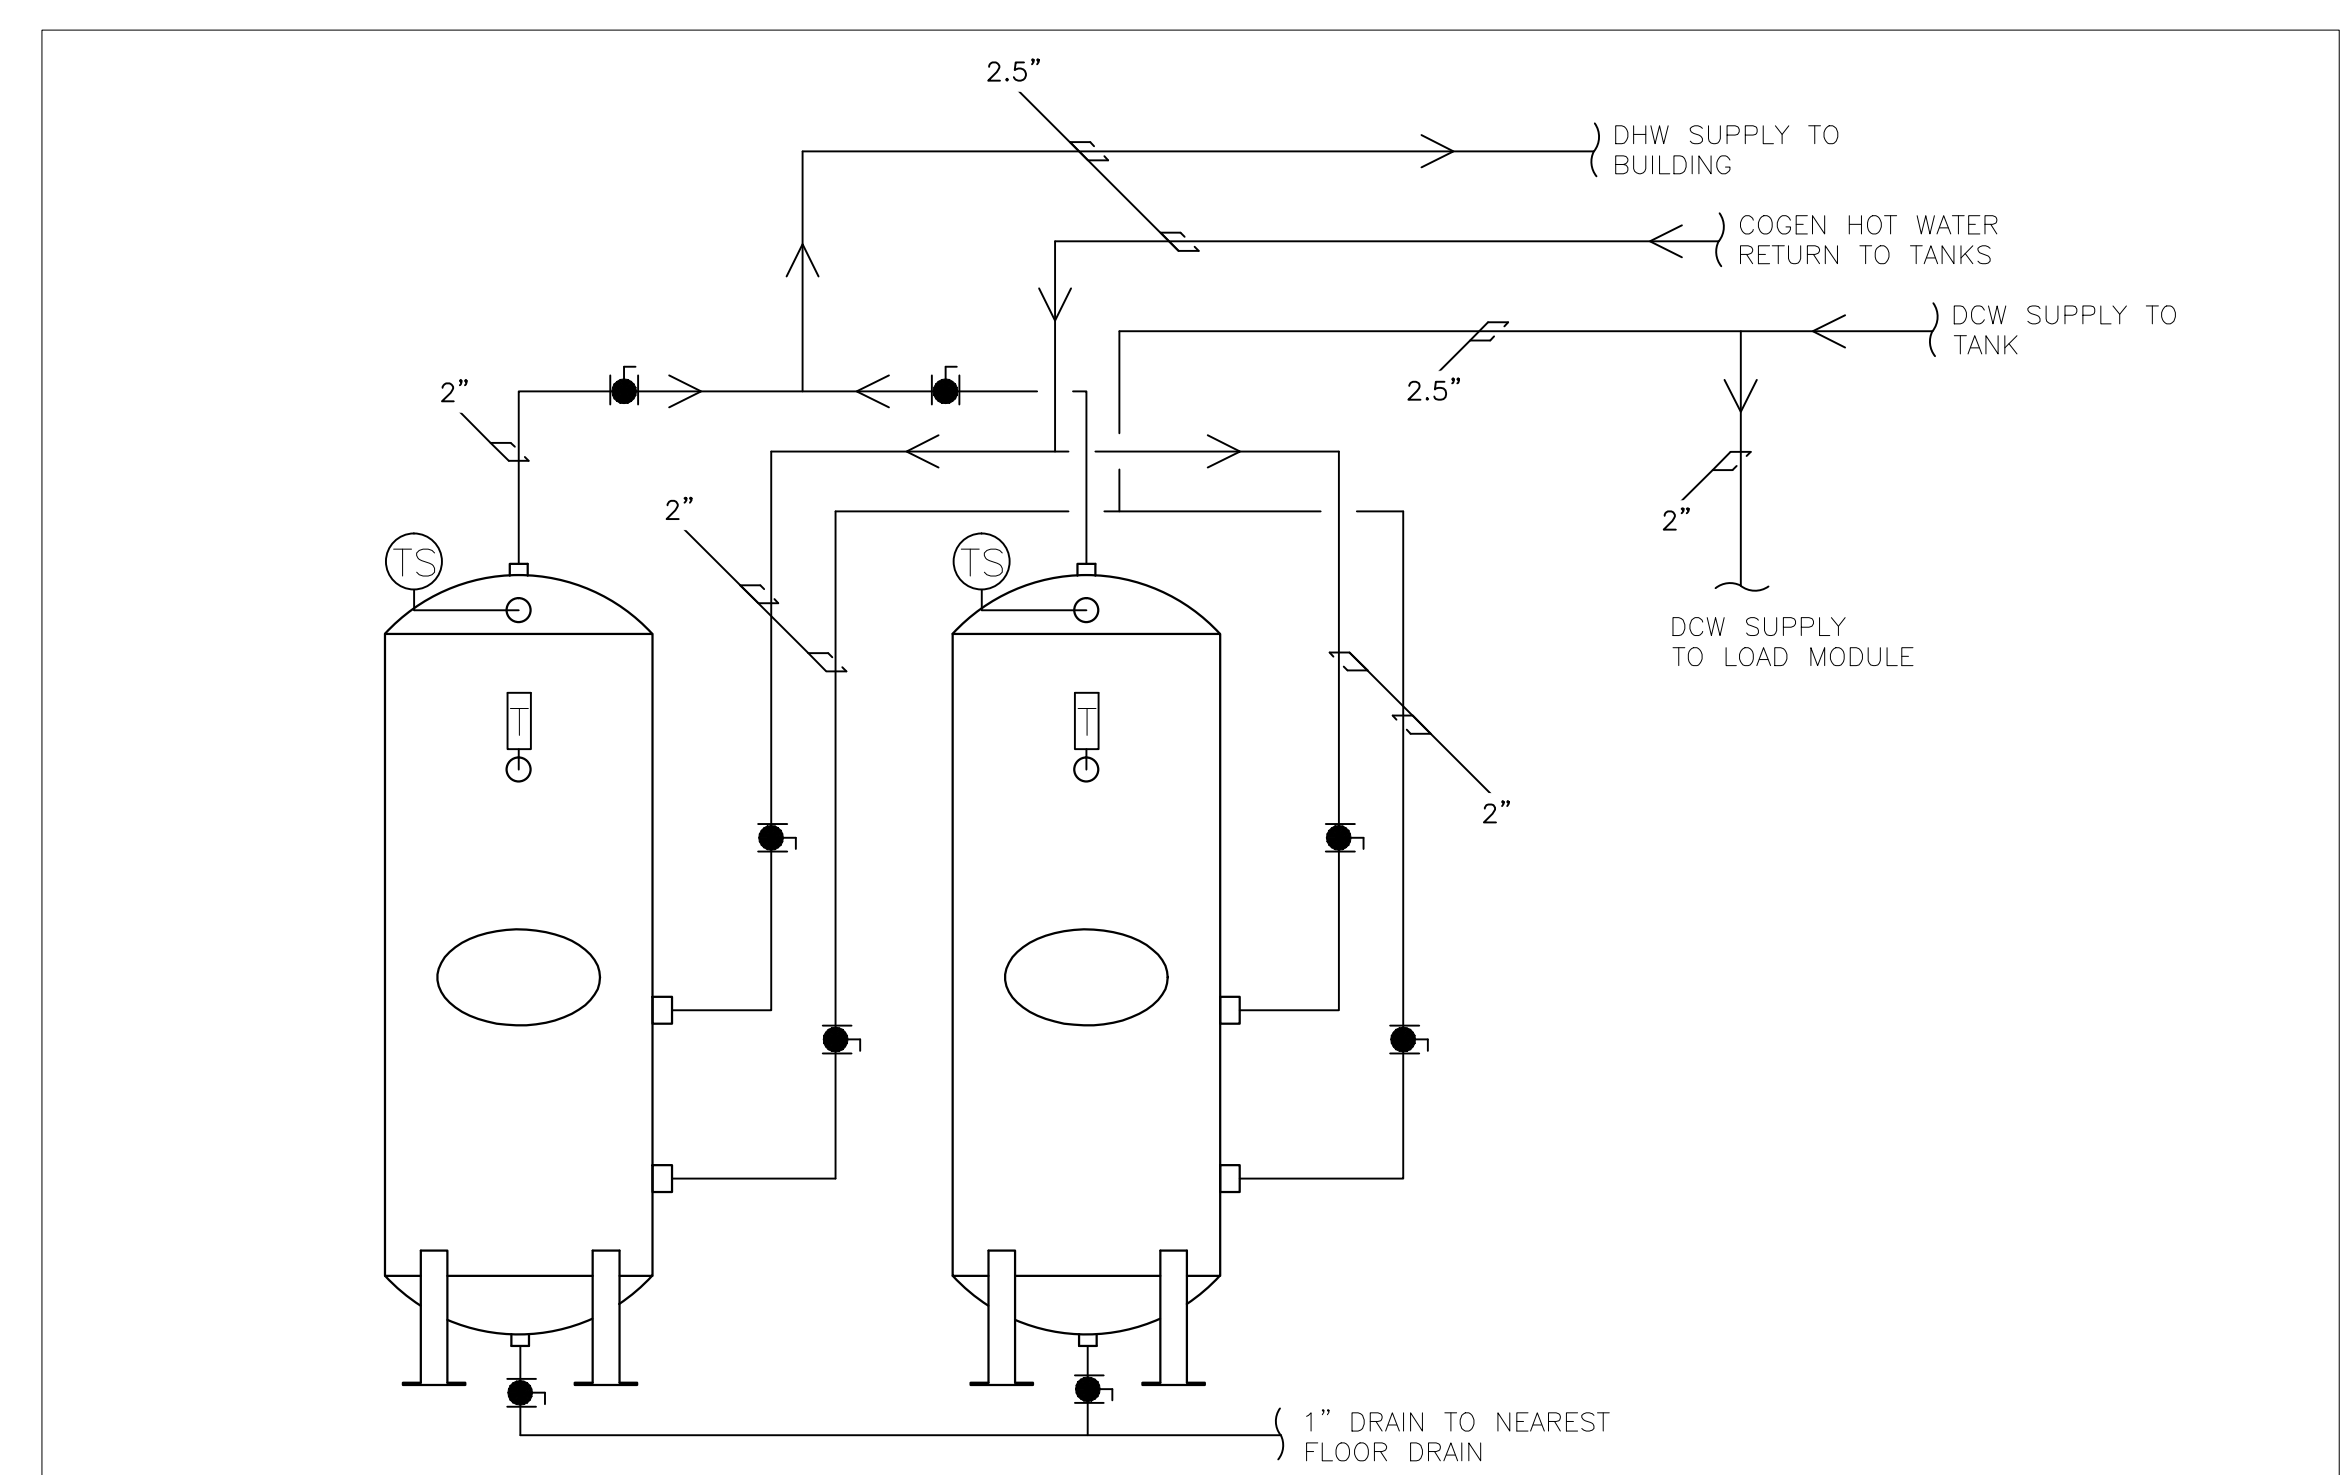 2.5”
DHW SUPPLY TO
BUILDING
COGEN HOT WATER
RETURN TO TANKS
DCW SUPPLY TO
TANK
2”
2.5”
2”
2”
TS
TS
DCW SUPPLY
TO LOAD MODULE
T
T
2”
1” DRAIN TO NEAREST
FLOOR DRAIN